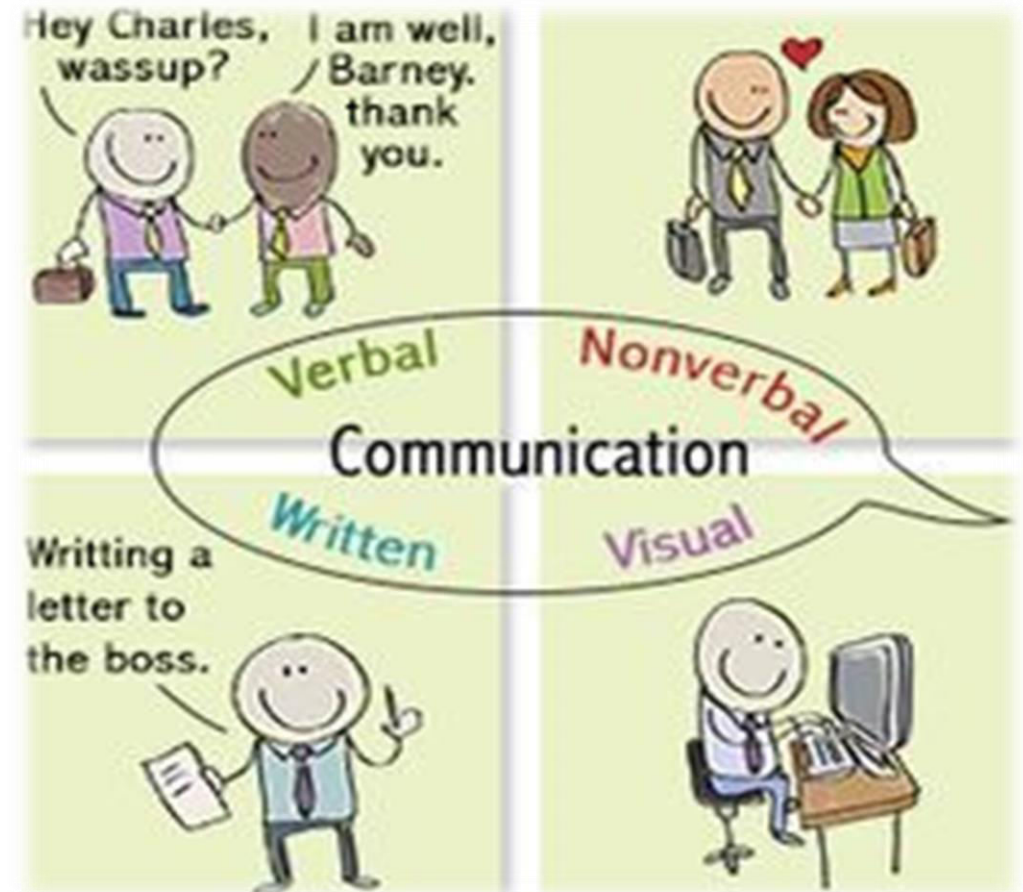 Hey Charles,
wassup?
I am well,
Barney.
thank
you.
Verbal
Nonverbal
Communication
Written
Visual
Writting a
letter to
the boss.